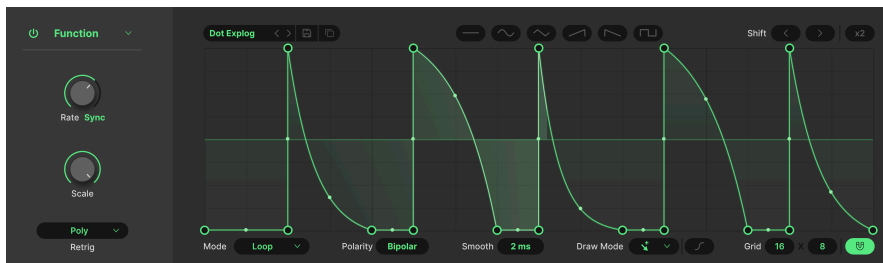 Function
Dot Explog
Shift
x2
Rate Sync
Scale
Poly
Retrig
Mode Loop Polarity Bipolar Smooth 2 ms Draw Mode Grid 16 X 8